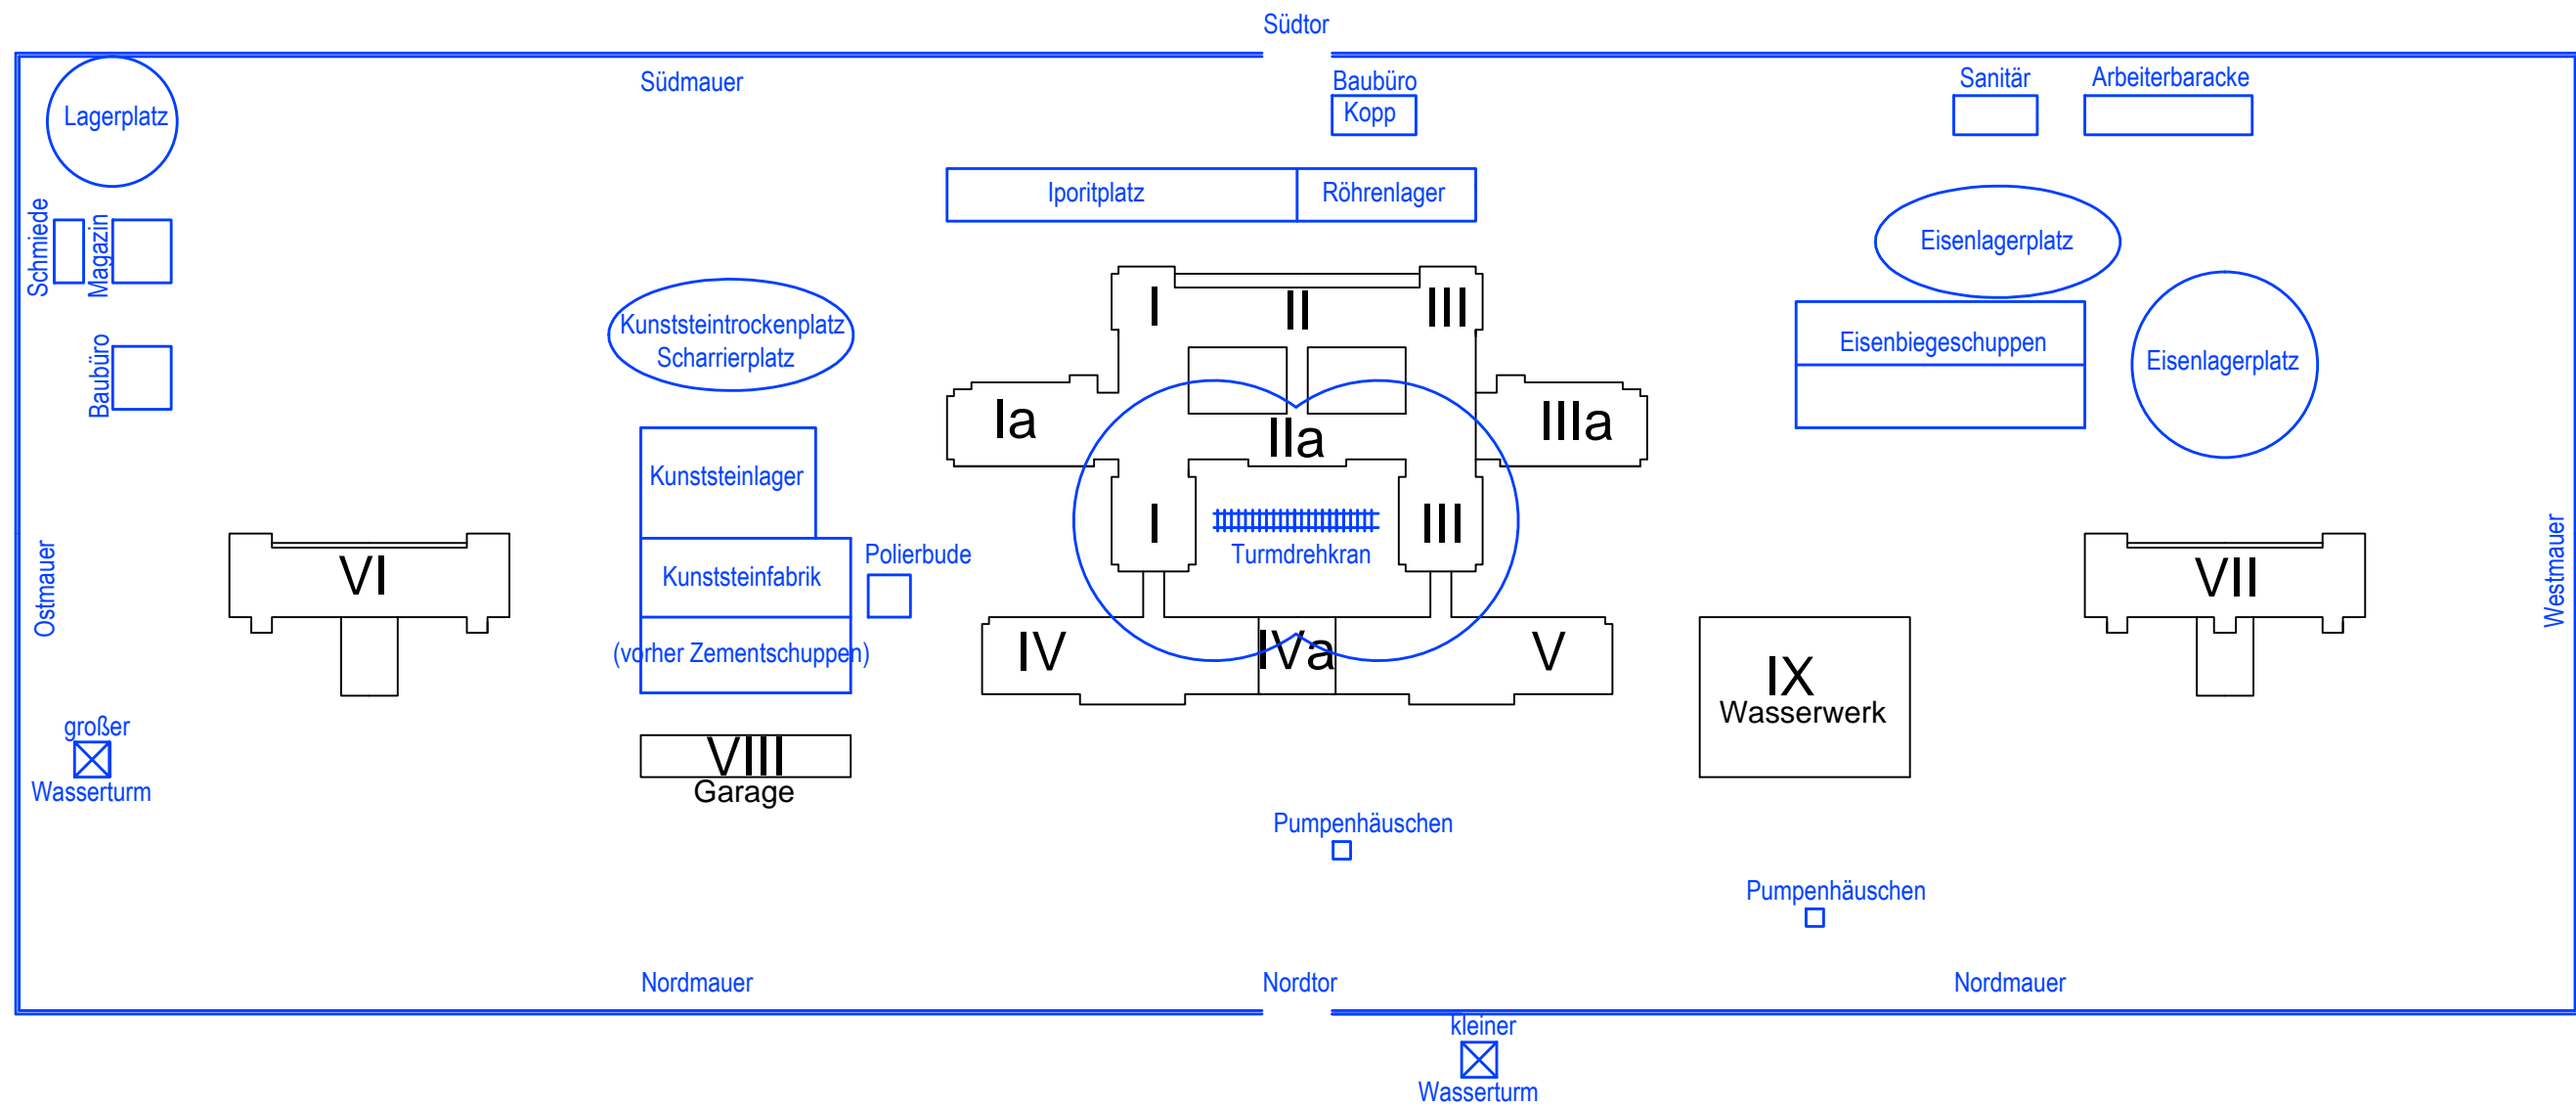 Südtor
Südmauer
Lagerplatz
Baubüro
Kopp
Sanitär
Arbeiterbaracke
Iporitplatz
Röhrenlager
Schmiede
Magazin
Eisenlagerplatz
I
II
III
Kunststeintrockenplatz
Scharrierplatz
Baubüro
Eisenbiegeschuppen
Eisenlagerplatz
Ia
IIa
IIIa
Kunststeinlager
I
III
Turmdrehkran
Polierbude
Ostmauer
VI
Kunststeinfabrik
VII
Westmauer
(vorher Zementschuppen)
IV
IVa
V
IX
Wasserwerk
großer
Wasserturm
VIII
Garage
Pumpenhäuschen
Pumpenhäuschen
Nordmauer
Nordtor
Nordmauer
kleiner
Wasserturm